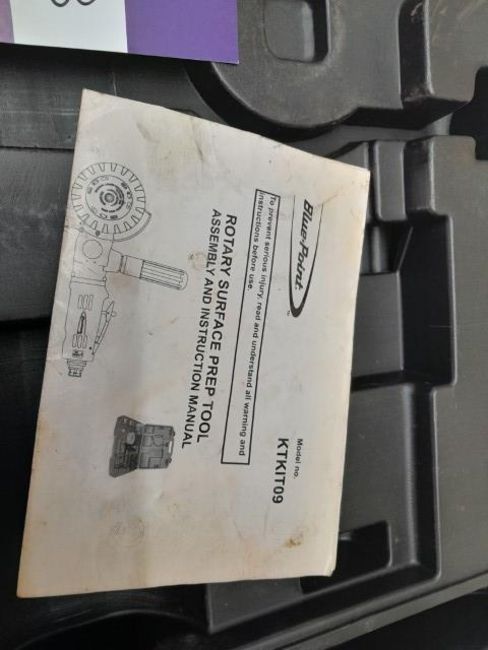 Blue-Point
TM
Model no.
KTKIT09
To prevent serious injury, read and understand all warning and
instructions before use.
ROTARY SURFACE PREP TOOL
ASSEMBLY AND INSTRUCTION MANUAL